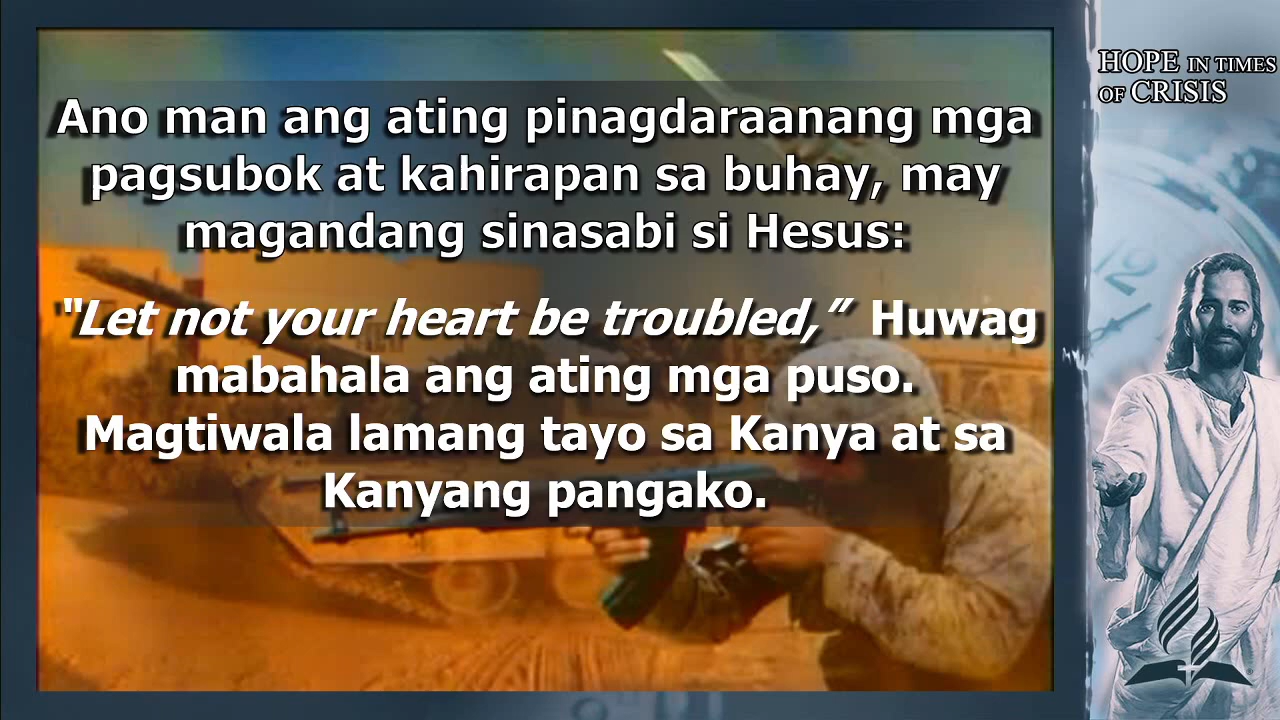 HOPE IN TIMES
OF CRISIS
Ano man ang ating pinagdaraanang mga
pagsubok at kahirapan sa buhay, may
magandang sinasabi si Hesus:
“Let not your heart be troubled,” Huwag
mabahala ang ating mga puso.
Magtiwala lamang tayo sa Kanya at sa
Kanyang pangako.
12